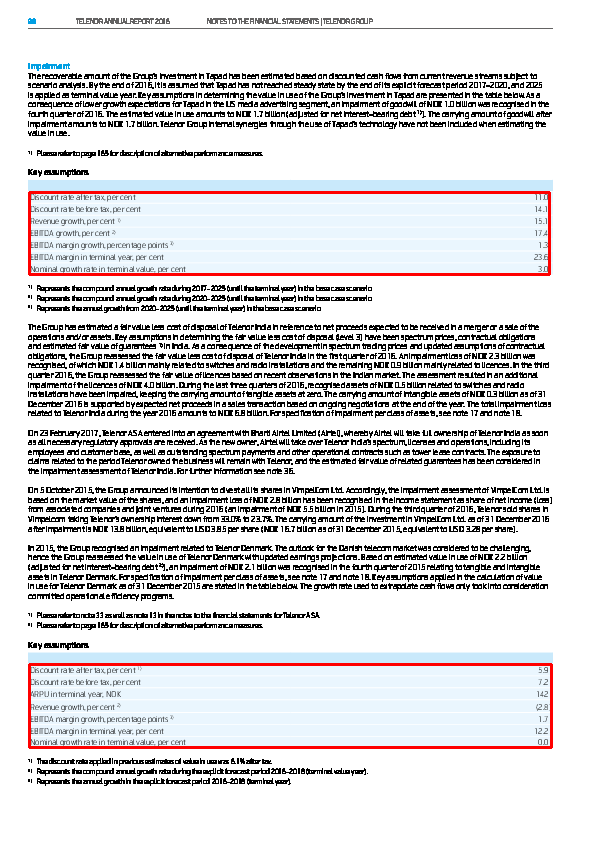 88 TELENOR ANNUAL REPORT 2016 NOTES TO THE FINANCIAL STATEMENTS | TELENOR GROUP
Impairment
The recoverable amount of the Group's investment in Tapad has been estimated based on discounted cash flows from current revenue streams subject to
scenario analysis. By the end of 2016, it is assumed that Tapad has not reached steady state by the end of its explicit forecast period 2017–2020, and 2025
is applied as terminal value year. Key assumptions in determining the value in use of the Group's investment in Tapad are presented in the table below. As a
consequence of lower growth expectations for Tapad in the US media advertising segment, an impairment of goodwill of NOK 1.0 billion was recognised in the
fourth quarter of 2016. The estimated value in use amounts to NOK 1.7 billion (adjusted for net interest–bearing debt ¹⁾). The carrying amount of goodwill after
impairment amounts to NOK 1.7 billion. Telenor Group internal synergies through the use of Tapad's technology have not been included when estimating the
value in use.
¹⁾ Please refer to page 165 for description of alternative performance measures.
Key assumptions
Discount rate after tax, per cent 11.0
Discount rate before tax, per cent 14.1
Revenue growth, per cent ¹⁾ 15.1
EBITDA growth, per cent ²⁾ 17.4
EBITDA margin growth, percentage points ³⁾ 1.3
EBITDA margin in terminal year, per cent 23.6
Nominal growth rate in terminal value, per cent 3.0
¹⁾ Represents the compound annual growth rate during 2017–2025 (until the terminal year) in the base case scenario
²⁾ Represents the compound annual growth rate during 2020–2025 (until the terminal year) in the base case scenario
³⁾ Represents the annual growth from 2020–2025 (until the terminal year) in the base case scenario
The Group has estimated a fair value less cost of disposal of Telenor India in reference to net proceeds expected to be received in a merger or a sale of the
operations and/or assets. Key assumptions in determining the fair value less cost of disposal (level 3) have been spectrum prices, contractual obligations
and estimated fair value of guarantees ¹⁾ in India. As a consequence of the development in spectrum trading prices and updated assumptions of contractual
obligations, the Group reassessed the fair value less cost of disposal of Telenor India in the first quarter of 2016. An impairment loss of NOK 2.3 billion was
recognised, of which NOK 1.4 billion mainly related to switches and radio installations and the remaining NOK 0.9 billion mainly related to licences. In the third
quarter 2016, the Group reassessed the fair value of licences based on recent observations in the Indian market. The assessment resulted in an additional
impairment of the licences of NOK 4.0 billion. During the last three quarters of 2016, recognised assets of NOK 0.5 billion related to switches and radio
installations have been impaired, keeping the carrying amount of tangible assets at zero. The carrying amount of intangible assets of NOK 0.3 billion as of 31
December 2016 is supported by expected net proceeds in a sales transaction based on ongoing negotiations at the end of the year. The total impairment loss
related to Telenor India during the year 2016 amounts to NOK 6.8 billion. For specification of impairment per class of assets, see note 17 and note 18.
On 23 February 2017, Telenor ASA entered into an agreement with Bharti Airtel Limited (Airtel), whereby Airtel will take full ownership of Telenor India as soon
as all necessary regulatory approvals are received. As the new owner, Airtel will take over Telenor India's spectrum, licenses and operations, including its
employees and customer base, as well as outstanding spectrum payments and other operational contracts such as tower lease contracts. The exposure to
claims related to the period Telenor owned the business will remain with Telenor, and the estimated fair value of related guarantees has been considered in
the impairment assessment of Telenor India. For further information see note 36.
On 5 October 2015, the Group announced its intention to divest all its shares in VimpelCom Ltd. Accordingly, the impairment assessment of VimpelCom Ltd. is
based on the market value of the shares, and an impairment loss of NOK 2.8 billion has been recognised in the income statement as share of net income (loss)
from associated companies and joint ventures during 2016 (an impairment of NOK 5.5 billion in 2015). During the third quarter of 2016, Telenor sold shares in
Vimpelcom taking Telenor's ownership interest down from 33.0% to 23.7%. The carrying amount of the investment in VimpelCom Ltd. as of 31 December 2016
after impairment is NOK 13.8 billion, equivalent to USD 3.85 per share (NOK 16.7 billion as of 31 December 2015, equivalent to USD 3.28 per share).
In 2015, the Group recognised an impairment related to Telenor Denmark. The outlook for the Danish telecom market was considered to be challenging,
hence the Group reassessed the value in use of Telenor Denmark with updated earnings projections. Based on estimated value in use of NOK 2.2 billion
(adjusted for net interest–bearing debt ²⁾), an impairment of NOK 2.1 billion was recognised in the fourth quarter of 2015 relating to tangible and intangible
assets in Telenor Denmark. For specification of impairment per class of assets, see note 17 and note 18. Key assumptions applied in the calculation of value
in use for Telenor Denmark as of 31 December 2015 are stated in the table below. The growth rate used to extrapolate cash flows only took into consideration
committed operational efficiency programs.
¹⁾ Please refer to note 33 as well as note 13 in the notes to the financial statements for Telenor ASA
²⁾ Please refer to page 165 for description of alternative performance measures.
Key assumptions
Discount rate after tax, per cent ¹⁾ 5.9
Discount rate before tax, per cent 7.2
ARPU in terminal year, NOK 142
Revenue growth, per cent ²⁾ (2.8
EBITDA margin growth, percentage points ³⁾ 1.7
EBITDA margin in terminal year, per cent 12.2
Nominal growth rate in terminal value, per cent 0.0
¹⁾ The discount rate applied in previous estimates of value in use was 6.1% after tax.
²⁾ Represents the compound annual growth rate during the explicit forecast period 2016–2018 (terminal value year).
³⁾ Represents the annual growth in the explicit forecast period 2016–2018 (terminal year).